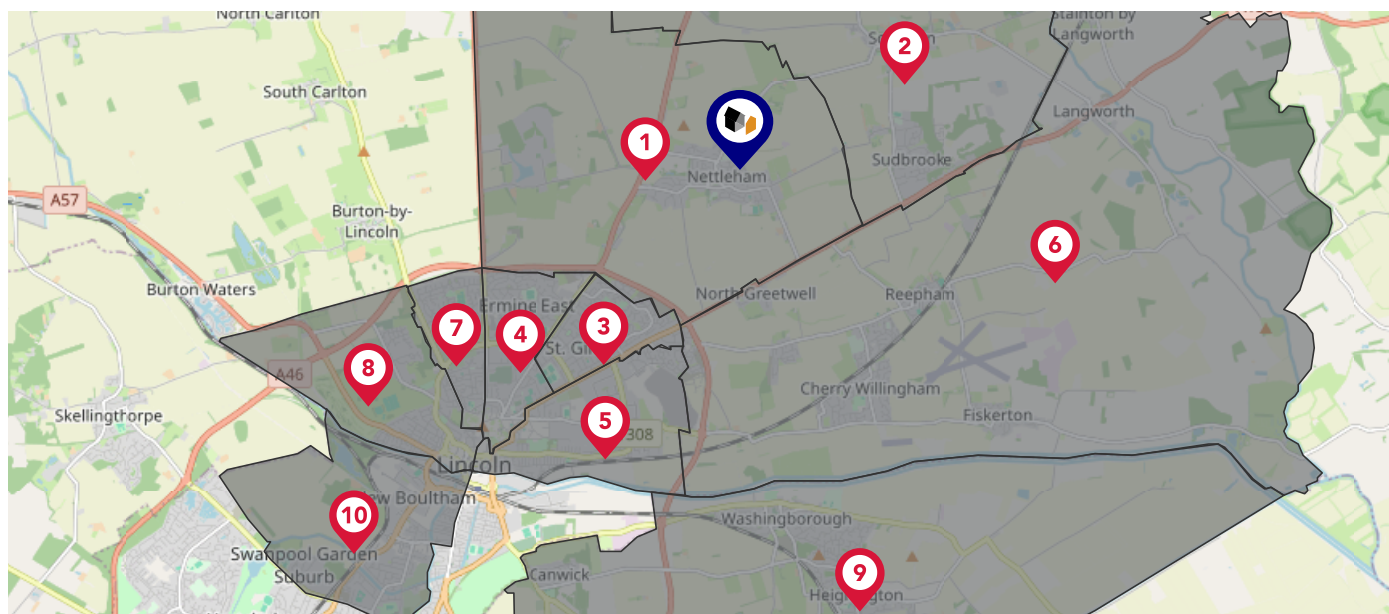 North Carlton
Stainton by
Langworth
2
South Carlton
Langworth
1
Sudbrooke
Nettleham
A57
Burton-by-
Lincoln
6
Burton Waters
North Greetwell
Reepham
Ermine East
7
4
3
St. Gil
8
A46
Cherry Willingham
Skellingthorpe
Fiskerton
5
308
Lincoln
New Boultham
10
Washingborough
Swanpool Garden
Suburb
Canwick
9
Heighington